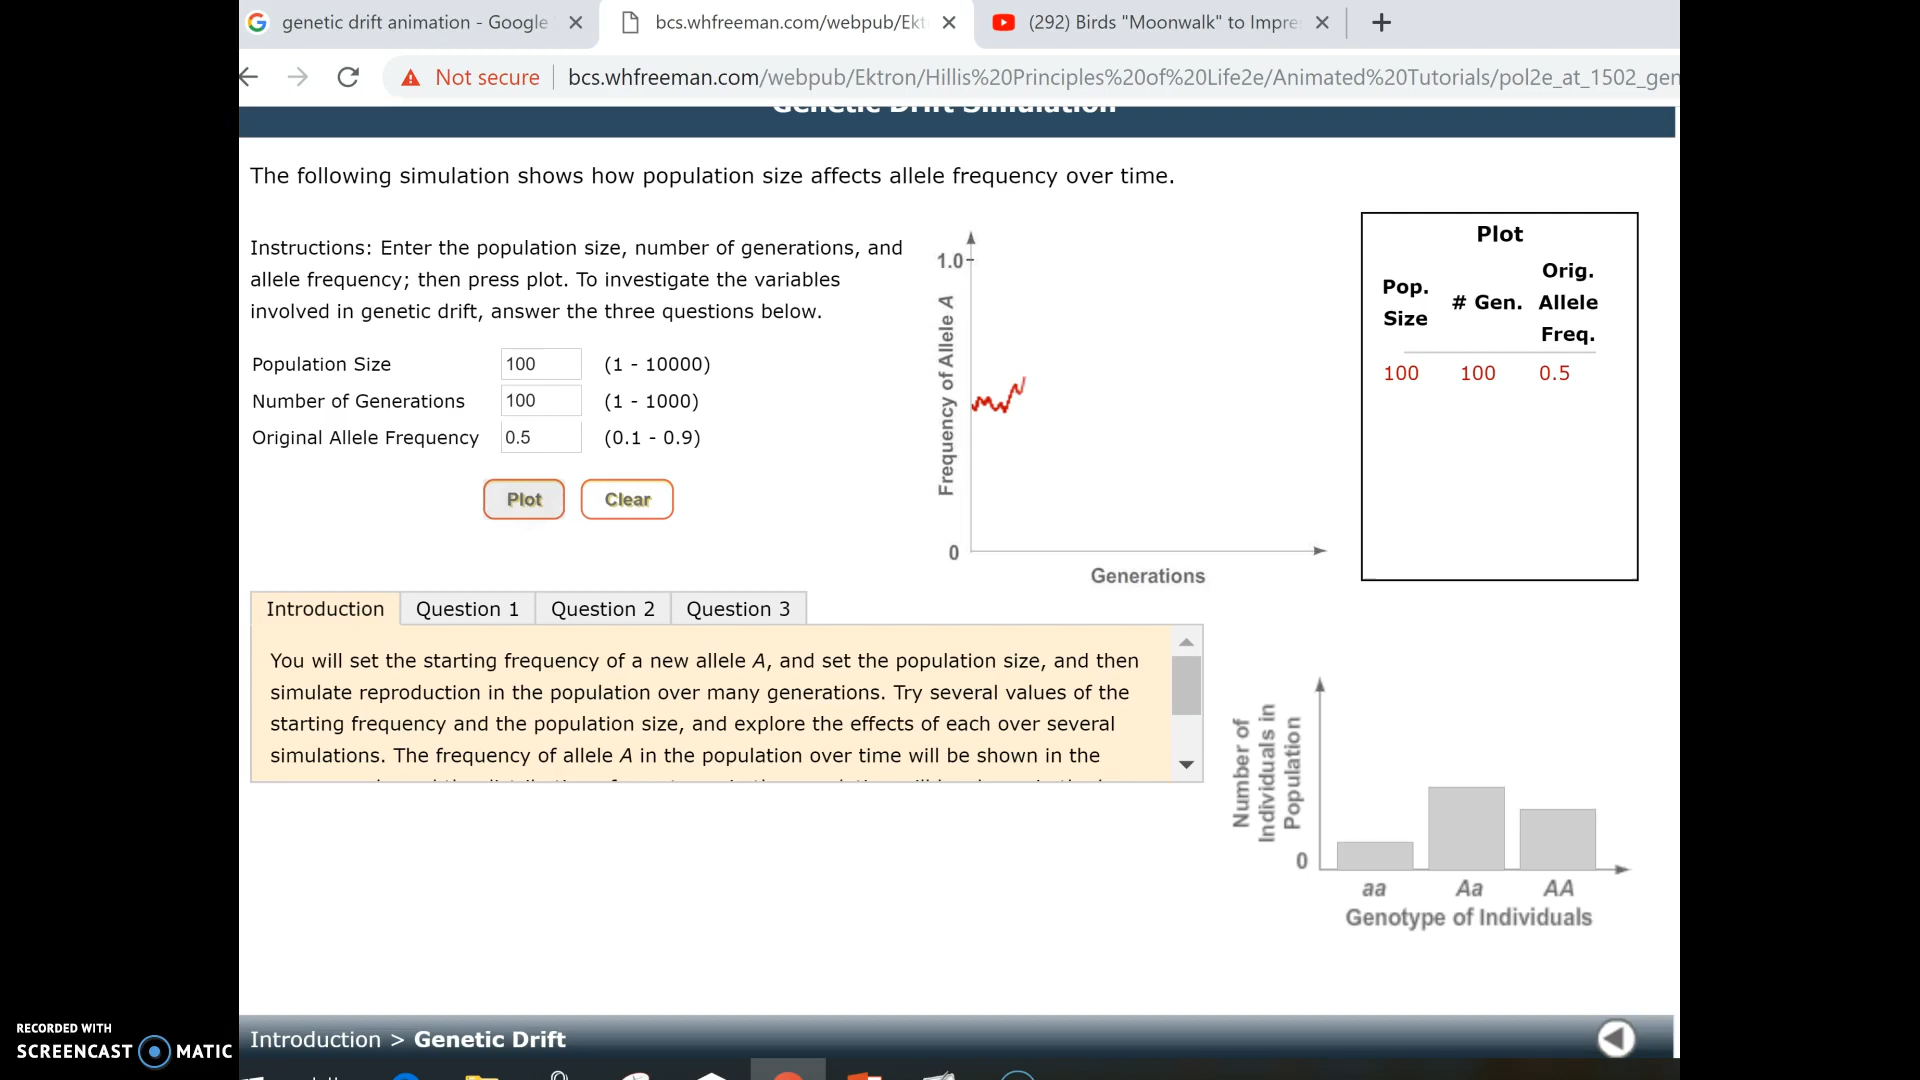 genetic drift animation - Google
bcs.whfreeman.com/webpub/Ekt
(292) Birds "Moonwalk" to Impre
Not secure
bcs.whfreeman.com/webpub/Ektron/Hillis%20Principles%20of%20Life2e/Animated%20Tutorials/pol2e_at_1502_gen
Genetic Drift Simulation
The following simulation shows how population size affects allele frequency over time.
Instructions: Enter the population size, number of generations, and
allele frequency; then press plot. To investigate the variables
involved in genetic drift, answer the three questions below.
Population Size 100 (1 - 10000)
Number of Generations 100 (1 - 1000)
Original Allele Frequency 0.5 (0.1 - 0.9)
Plot Clear
1.0
Frequency of Allele A
0
Generations
Plot
Pop. Size
# Gen.
Orig. Allele Freq.
100 100 0.5
Introduction Question 1 Question 2 Question 3
You will set the starting frequency of a new allele A, and set the population size, and then
simulate reproduction in the population over many generations. Try several values of the
starting frequency and the population size, and explore the effects of each over several
simulations. The frequency of allele A in the population over time will be shown in the
Number of
Individuals in
Population
0
aa Aa AA
Genotype of Individuals
Introduction > Genetic Drift
RECORDED WITH
SCREENCAST MATIC